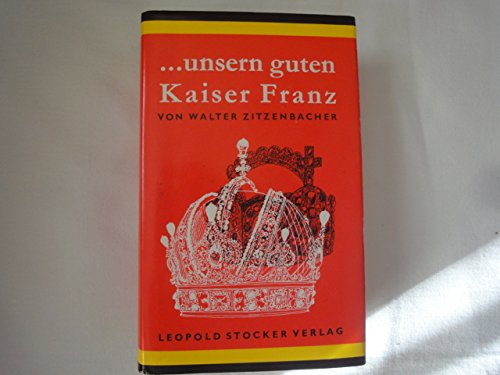 ...unsern guten
Kaiser Franz
VON WALTER ZITZENBACHER
LEOPOLD STOCKER VERLAG